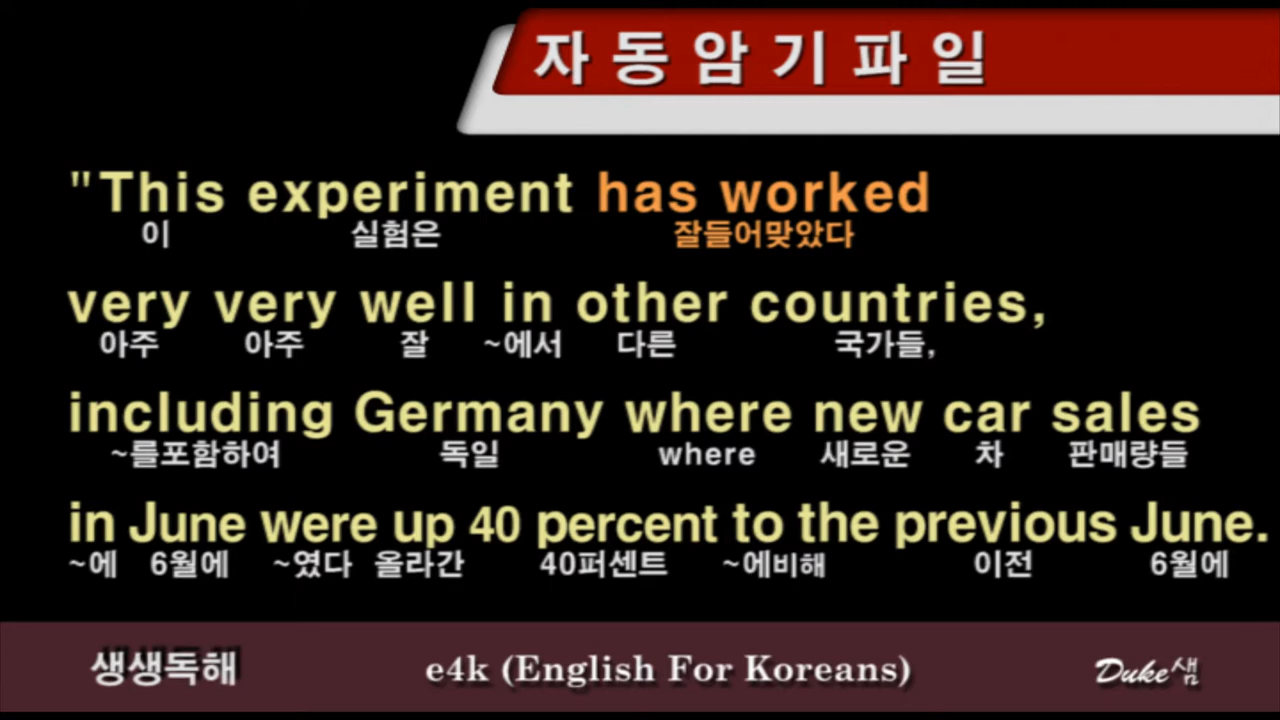 자동암기파일
"This experiment has worked
이 실험은 잘들어맞았다
very very well in other countries,
아주 아주 잘 ~에서 다른 국가들,
including Germany where new car sales
~를포함하여 독일 where 새로운 차 판매량들
in June were up 40 percent to the previous June.
~에 6월에 ~였다 올라간 40퍼센트 ~에비해 이전 6월에
생생독해 e4k (English For Koreans) Duke샘